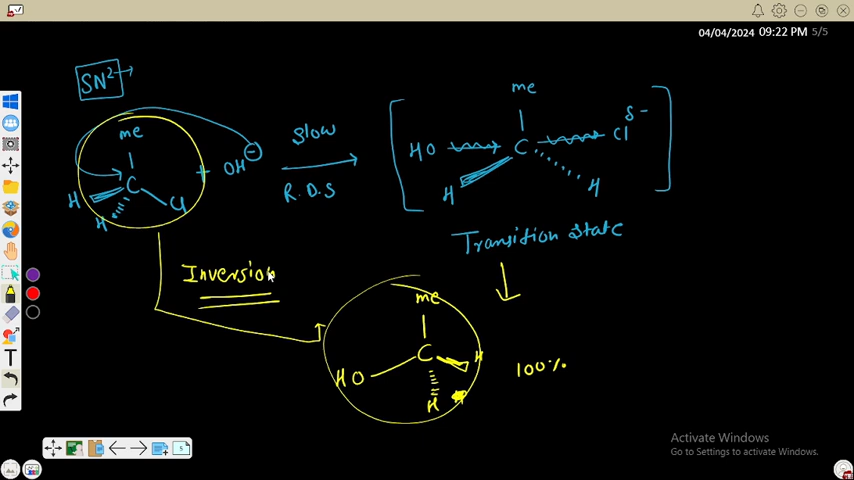 04/04/2024 09:22 PM 5/5
SN2
me
C
H
H
Cl
+ OH
Slow
R.D.S
me
HO
C
Cl
δ-
H
H
Transition state
Inversion
me
HO
C
H
H
100%
T
5
Activate Windows
Go to Settings to activate Windows.